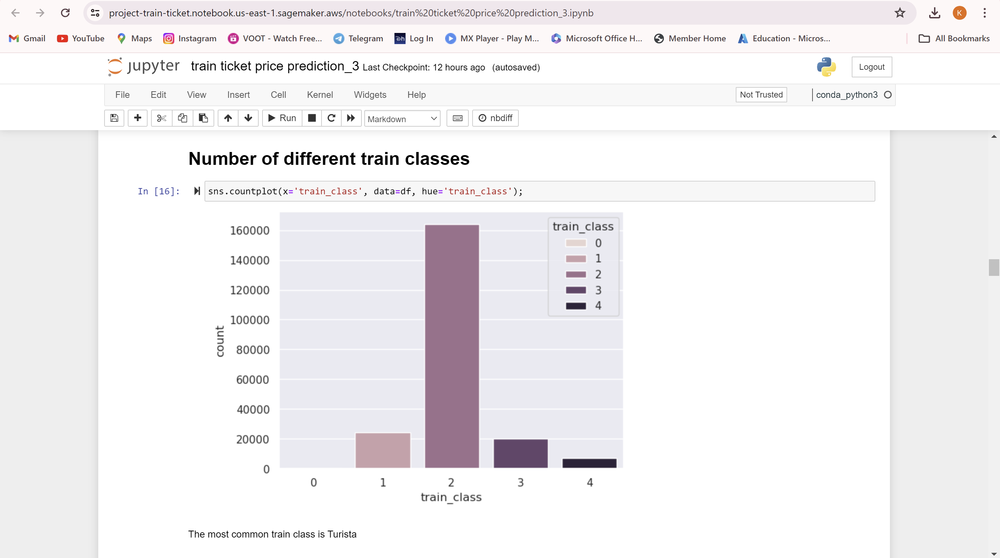 project-train-ticket.notebook.us-east-1.sagemaker.aws/notebooks/train%20ticket%20price%20prediction_3.ipynb
K
Gmail YouTube Maps Instagram VOOT - Watch Free... Telegram Log In MX Player - Play M... Microsoft Office H... Member Home Education - Micros... All Bookmarks
jupyter train ticket price prediction_3 Last Checkpoint: 12 hours ago (autosaved) Logout
File Edit View Insert Cell Kernel Widgets Help Not Trusted conda_python3
Run Markdown nbdiff
Number of different train classes
In [16]: sns.countplot(x='train_class', data=df, hue='train_class');
train_class
0
1
2
3
4
160000
140000
120000
100000
80000
60000
40000
20000
0
count
0 1 2 3 4
train_class
The most common train class is Turista